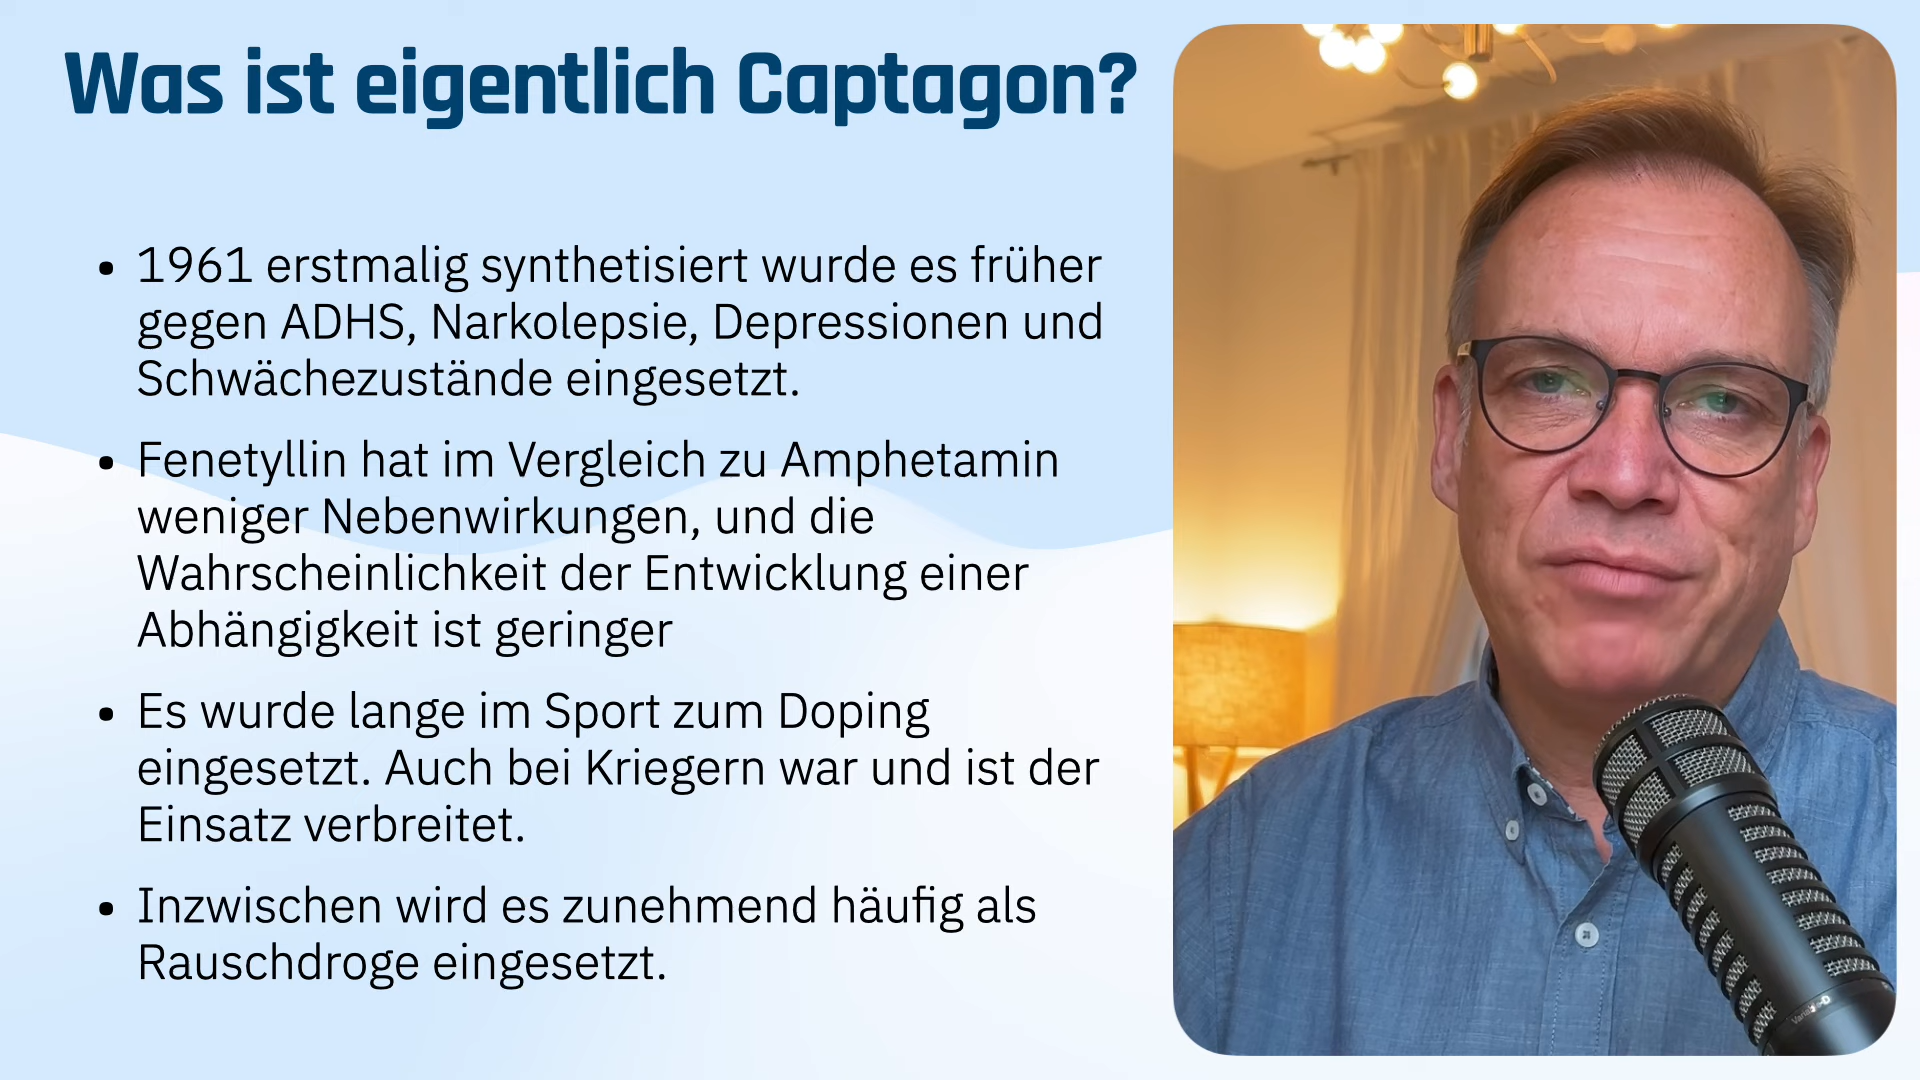 Was ist eigentlich Captagon?
• 1961 erstmalig synthetisiert wurde es früher
gegen ADHS, Narkolepsie, Depressionen und
Schwächezustände eingesetzt.
• Fenetyllin hat im Vergleich zu Amphetamin
weniger Nebenwirkungen, und die
Wahrscheinlichkeit der Entwicklung einer
Abhängigkeit ist geringer
• Es wurde lange im Sport zum Doping
eingesetzt. Auch bei Kriegern war und ist der
Einsatz verbreitet.
• Inzwischen wird es zunehmend häufig als
Rauschdroge eingesetzt.